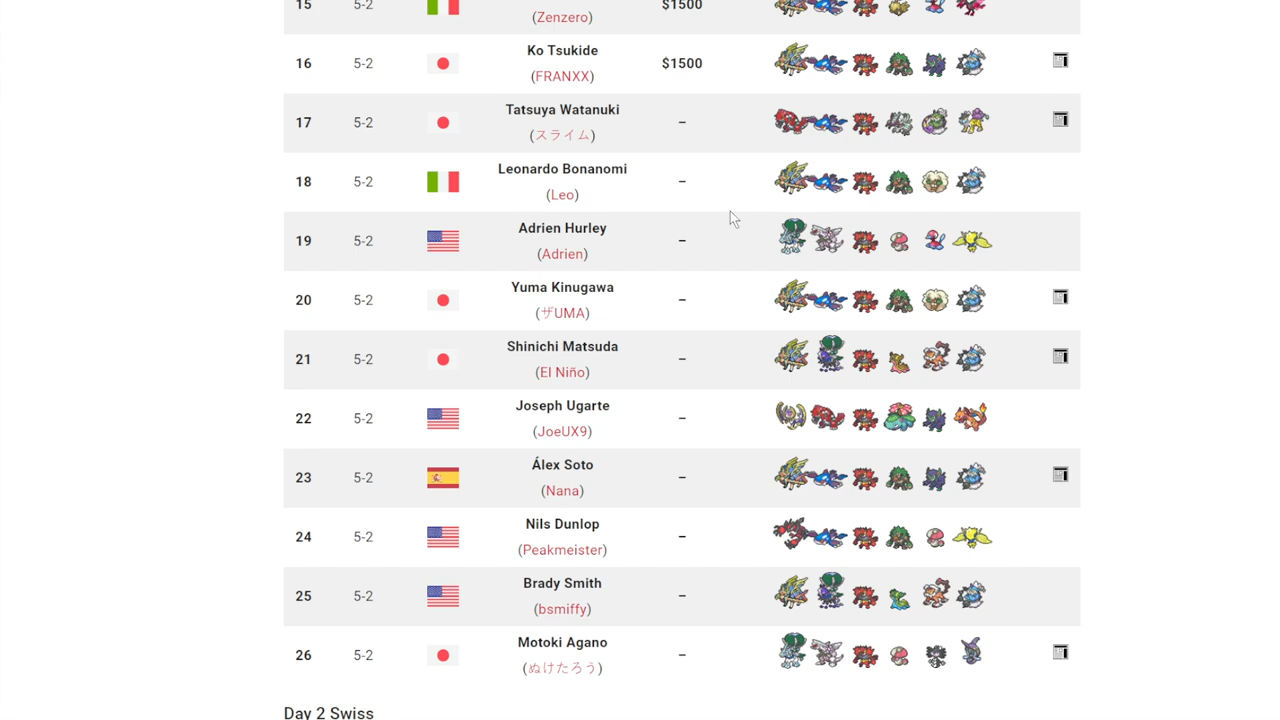 15 5-2 $1500
(Zenzero)
Ko Tsukide
16 5-2 $1500
(FRANXX)
Tatsuya Watanuki
17 5-2 –
(スライム)
Leonardo Bonanomi
18 5-2 –
(Leo)
Adrien Hurley
19 5-2 –
(Adrien)
Yuma Kinugawa
20 5-2 –
(ザUMA)
Shinichi Matsuda
21 5-2 –
(El Niño)
Joseph Ugarte
22 5-2 –
(JoeUX9)
Álex Soto
23 5-2 –
(Nana)
Nils Dunlop
24 5-2 –
(Peakmeister)
Brady Smith
25 5-2 –
(bsmiffy)
Motoki Agano
26 5-2 –
(ぬけたろう)
Day 2 Swiss